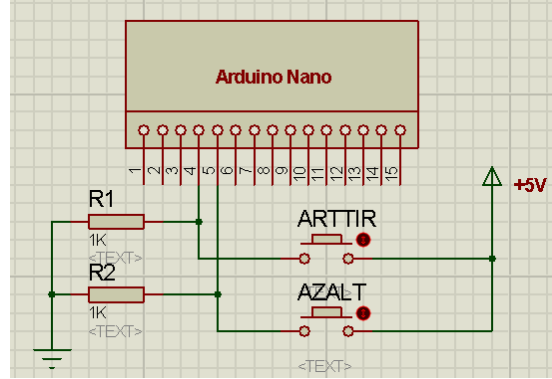 Arduino Nano
1 2 3 4 5 6 7 8 9 10 11 12 13 14 15
+5V
R1
1K
<TEXT>
ARTTIR
R2
1K
<TEXT>
AZALT
<TEXT>